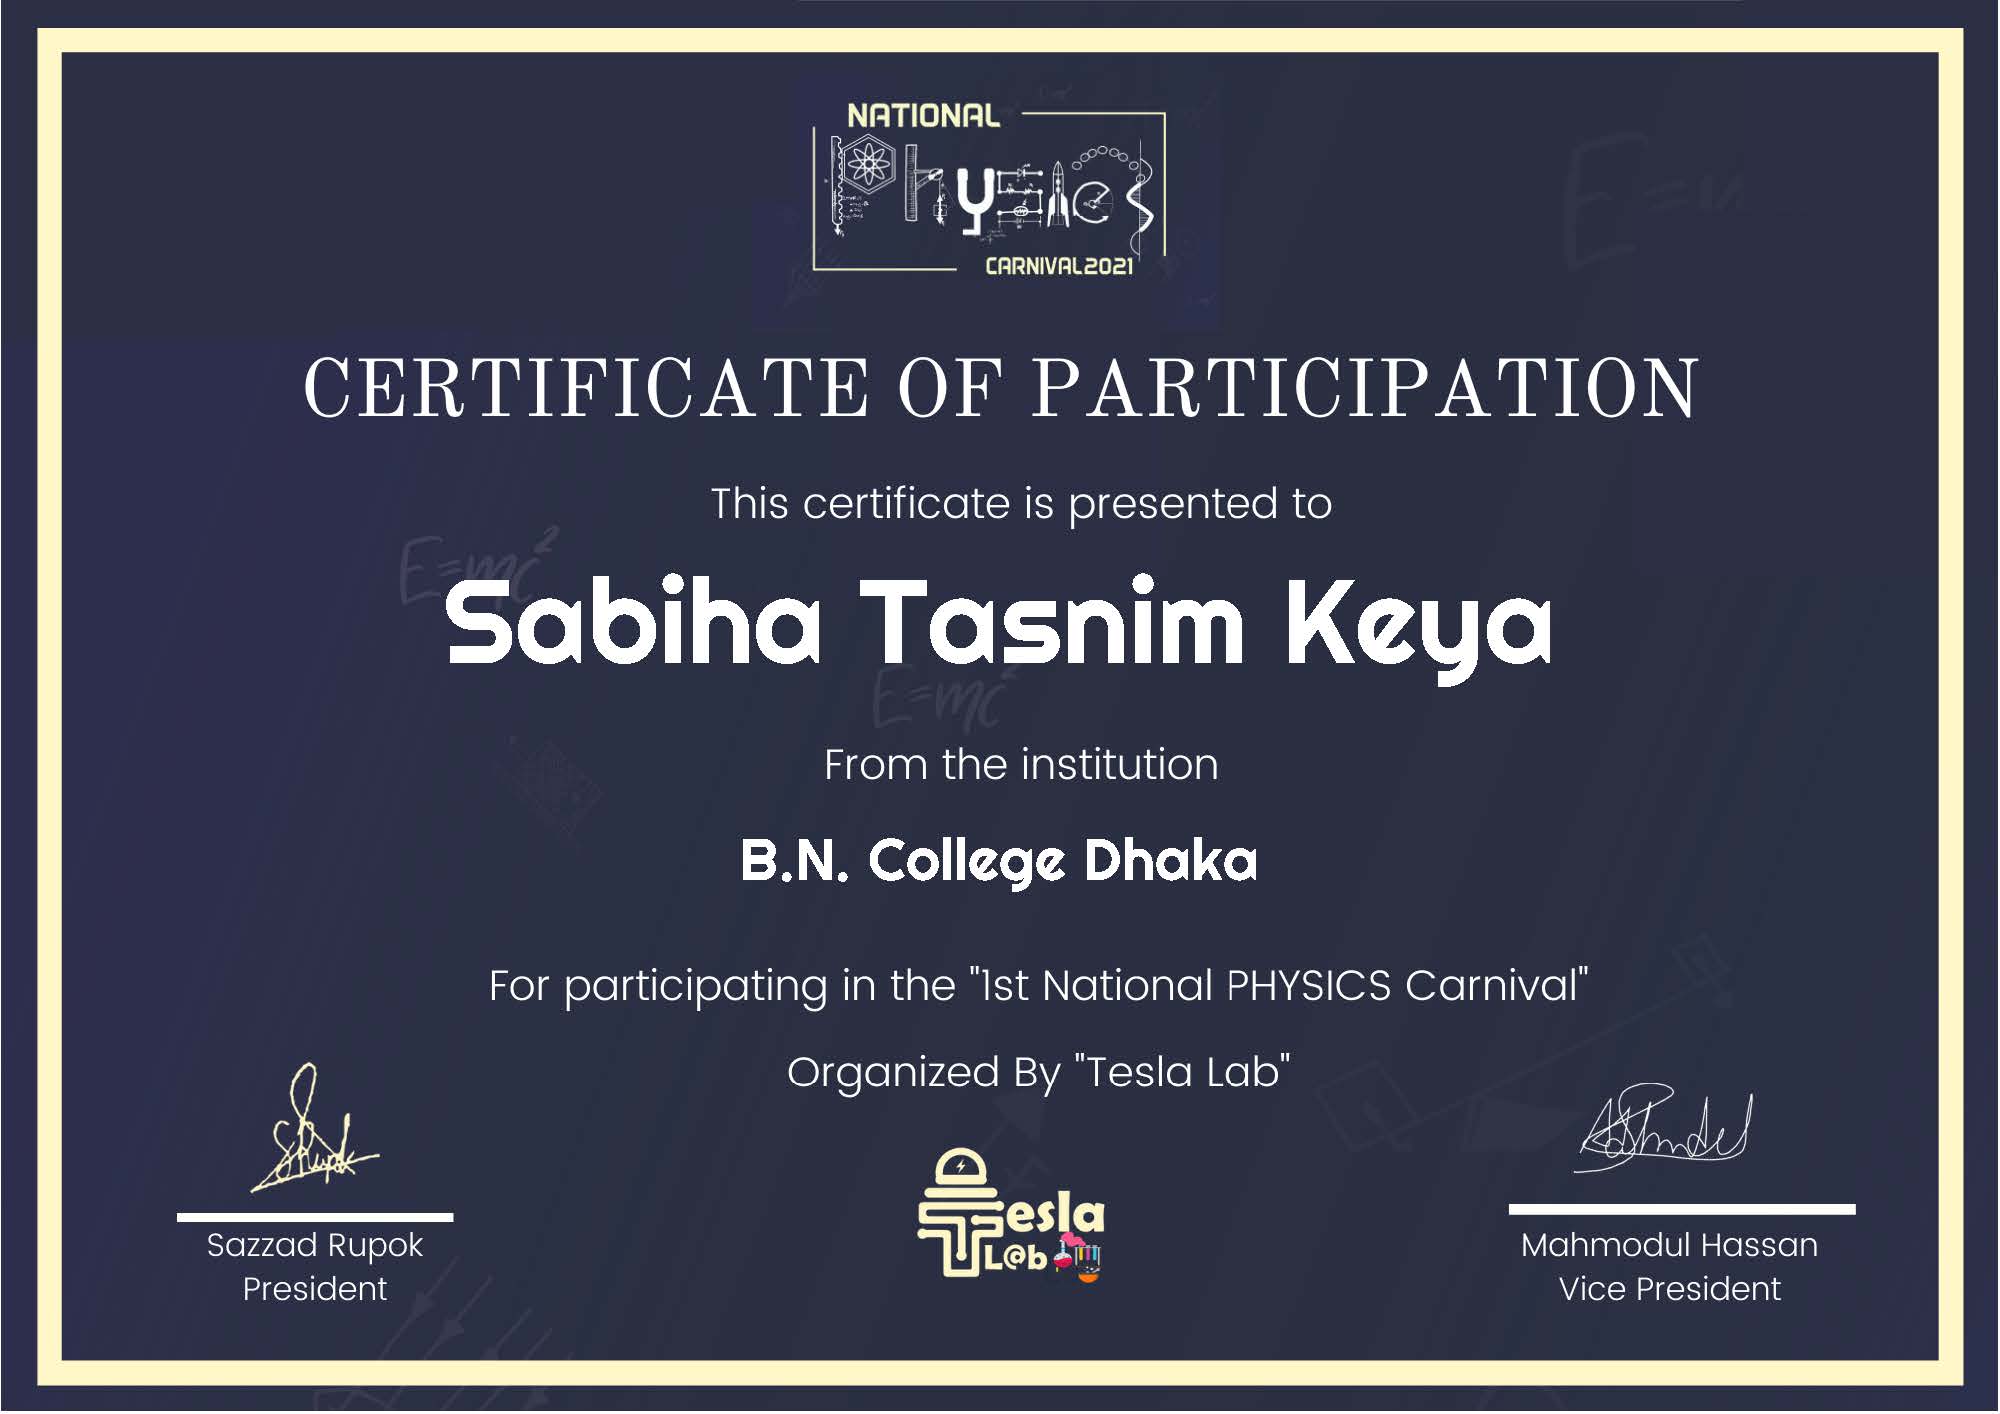 NATIONAL
Physics
CARNIVAL2021
CERTIFICATE OF PARTICIPATION
This certificate is presented to
E=mc²
Sabiha Tasnim Keya
E=mc²
From the institution
B.N. College Dhaka
For participating in the "1st National PHYSICS Carnival"
Organized By "Tesla Lab"
Tesla
L@b
Sazzad Rupok
President
Mahmodul Hassan
Vice President